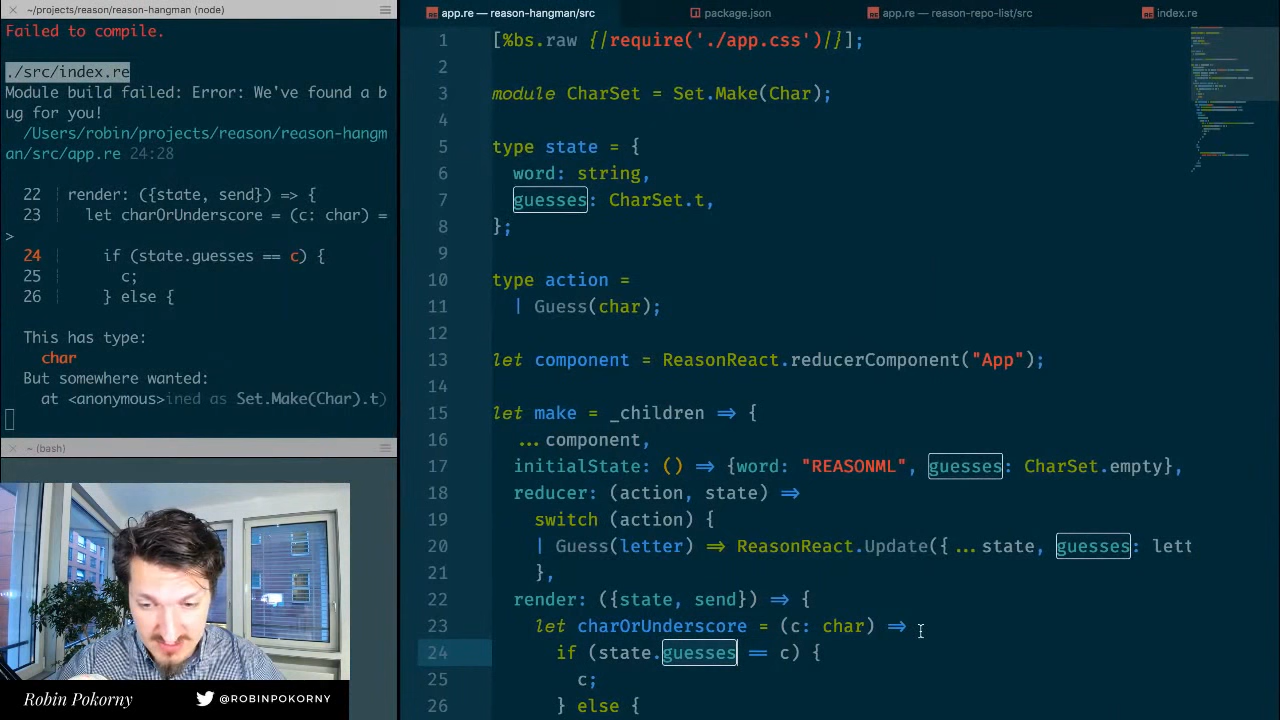 ~/projects/reason/reason-hangman (node)
Failed to compile.
./src/index.re
Module build failed: Error: We've found a b
ug for you!
/Users/robin/projects/reason/reason-hangm
an/src/app.re 24:28
22 render: ({state, send}) => {
23 let charOrUnderscore = (c: char) =
>
24 if (state.guesses == c) {
25 c;
26 } else {
This has type:
char
But somewhere wanted:
at <anonymous>ined as Set.Make(Char).t)
~ (bash)
Robin Pokorny
@ROBINPOKORNY
app.re — reason-hangman/src
package.json
app.re — reason-repo-list/src
index.re
1 [%bs.raw {|require('./app.css')|}];
2
3 module CharSet = Set.Make(Char);
4
5 type state = {
6 word: string,
7 guesses: CharSet.t,
8 };
9
10 type action =
11 | Guess(char);
12
13 let component = ReasonReact.reducerComponent("App");
14
15 let make = _children => {
16 ...component,
17 initialState: () => {word: "REASONML", guesses: CharSet.empty},
18 reducer: (action, state) =>
19 switch (action) {
20 | Guess(letter) => ReasonReact.Update({...state, guesses: lett
21 },
22 render: ({state, send}) => {
23 let charOrUnderscore = (c: char) =>
24 if (state.guesses == c) {
25 c;
26 } else {